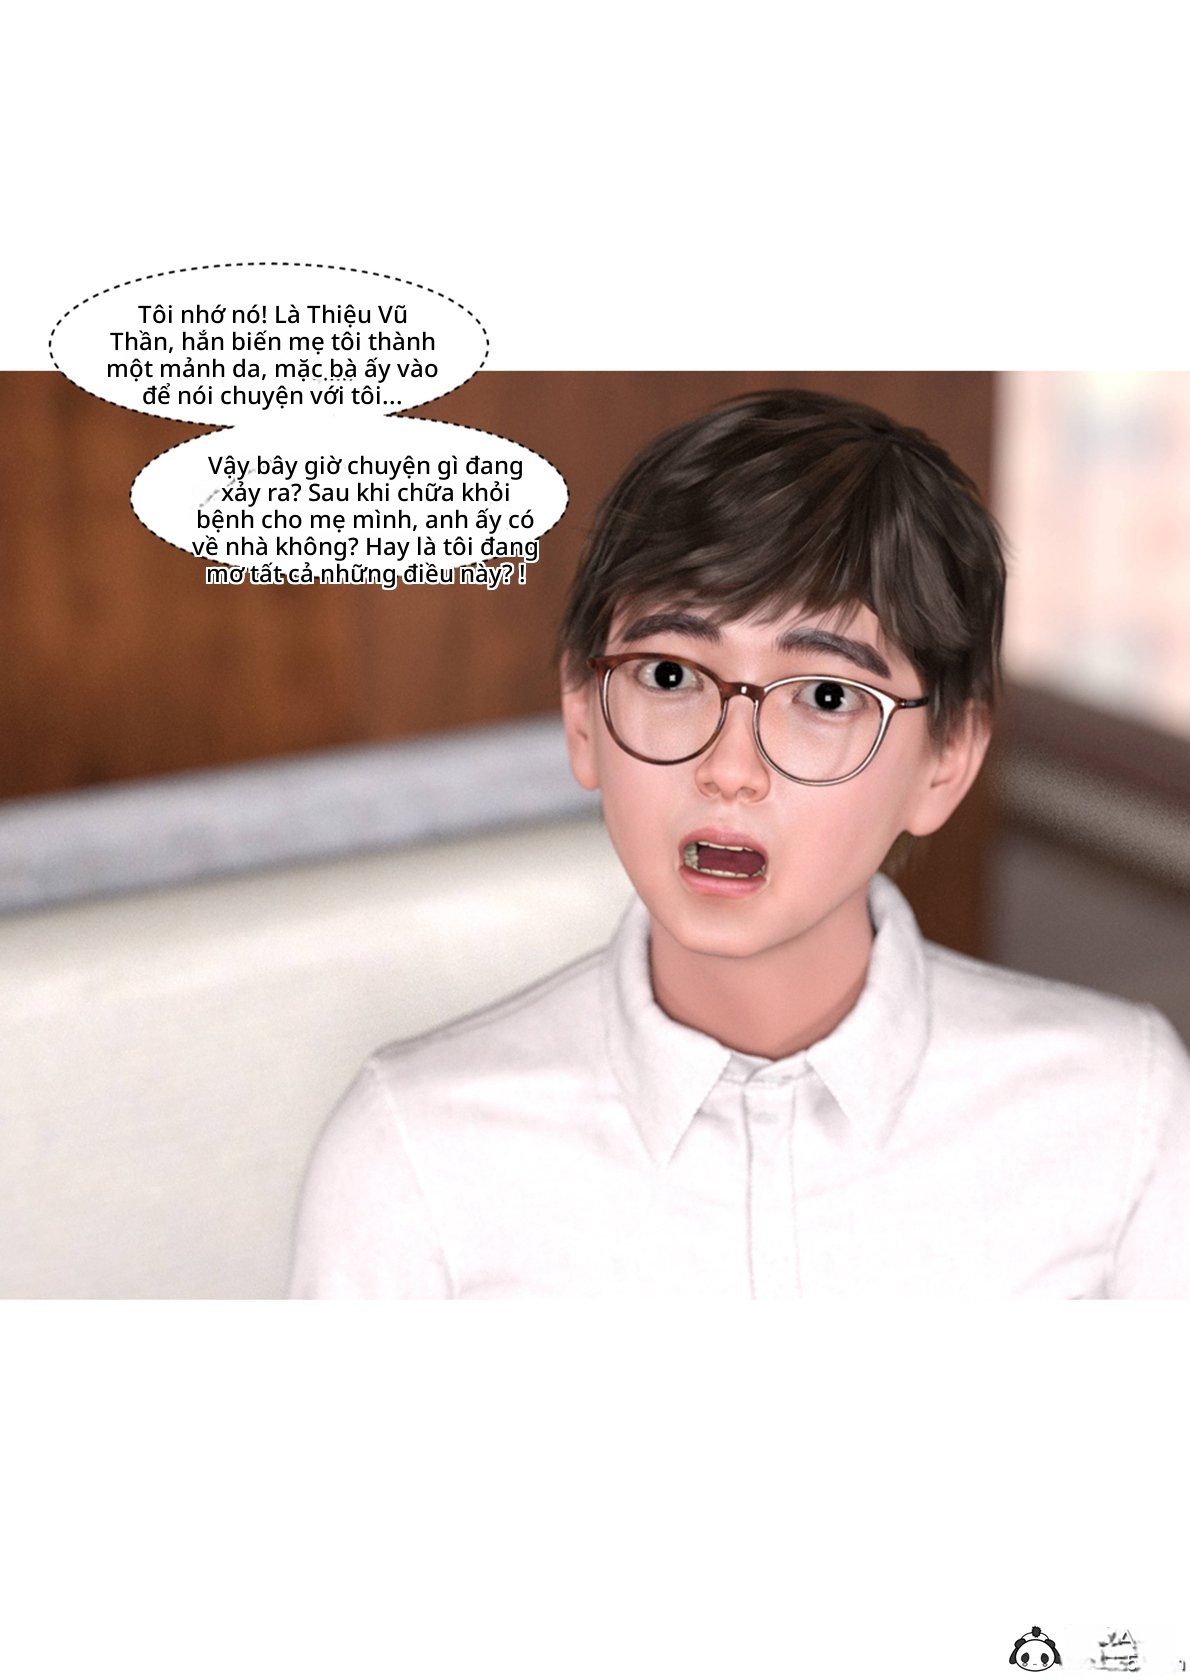 Tôi nhớ nó! Là Thiệu Vũ
Thần, hắn biến mẹ tôi thành
một mảnh da, mặc bà ấy vào
để nói chuyện với tôi...
Vậy bây giờ chuyện gì đang
xảy ra? Sau khi chữa khỏi
bệnh cho mẹ mình, anh ấy có
về nhà không? Hay là tôi đang
mơ tất cả những điều này? !